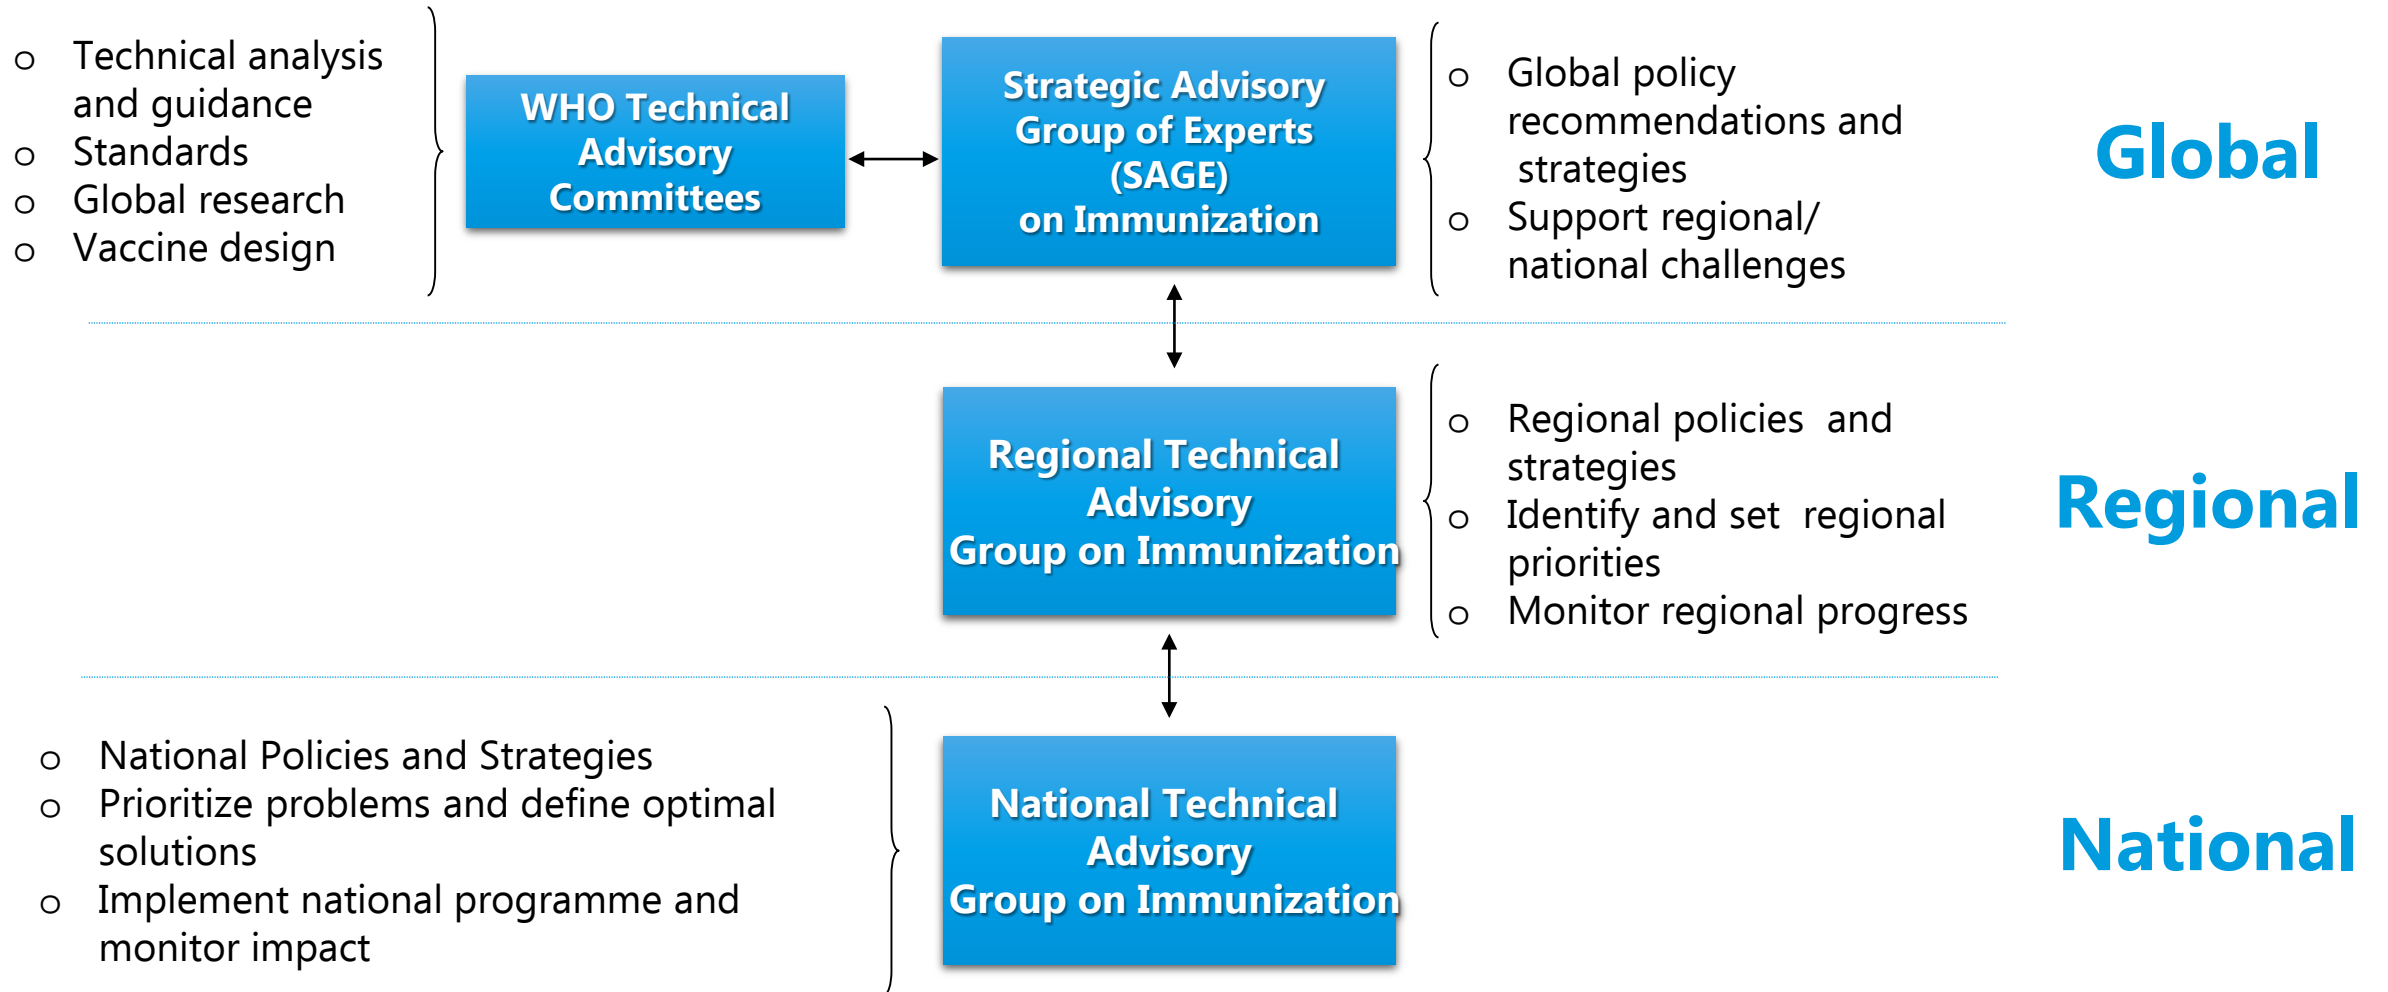 o Technical analysis
and guidance
o Standards
o Global research
o Vaccine design
WHO Technical
Advisory
Committees
Strategic Advisory
Group of Experts
(SAGE)
on Immunization
o Global policy
recommendations and
strategies
o Support regional/
national challenges
Global
Regional Technical
Advisory
Group on Immunization
o Regional policies and
strategies
o Identify and set regional
priorities
o Monitor regional progress
Regional
o National Policies and Strategies
o Prioritize problems and define optimal
solutions
o Implement national programme and
monitor impact
National Technical
Advisory
Group on Immunization
National